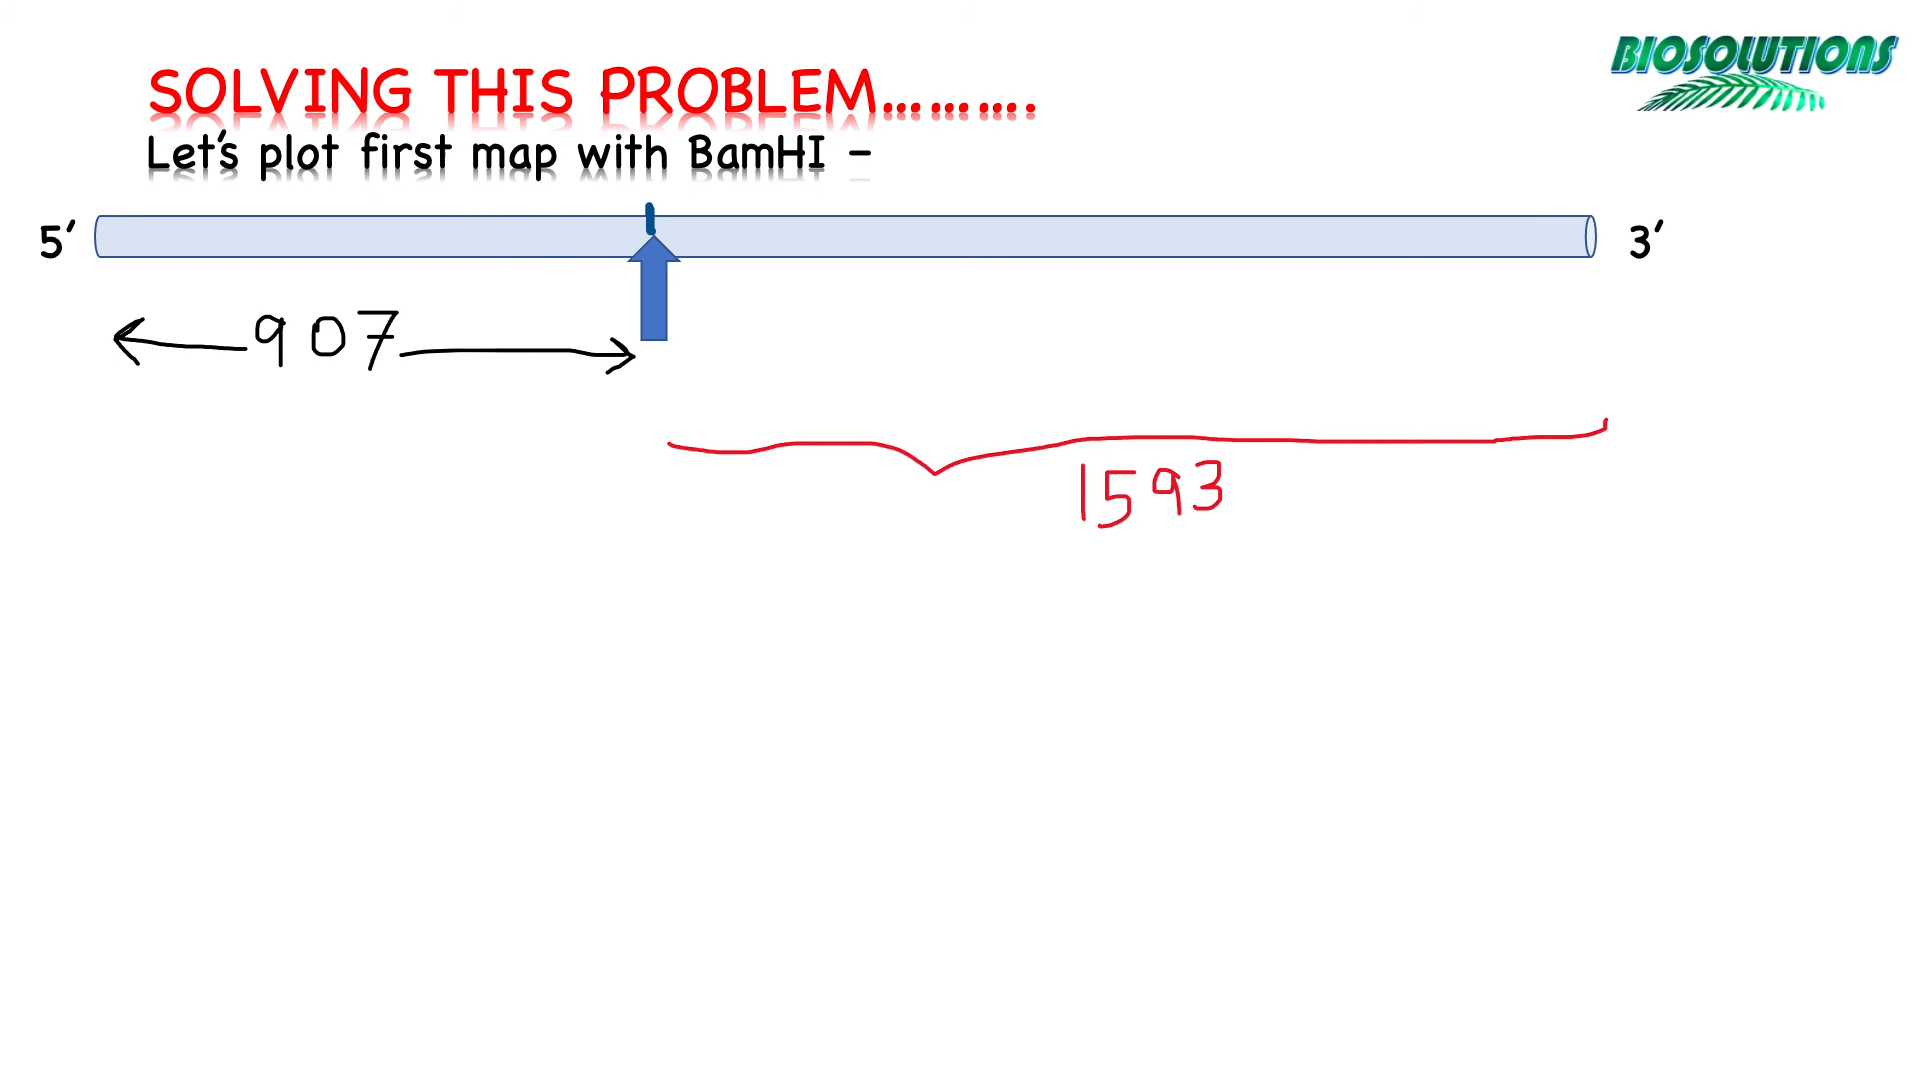 BIOSOLUTIONS
SOLVING THIS PROBLEM……….
Let's plot first map with BamHI –
5′ 3′
907
1593